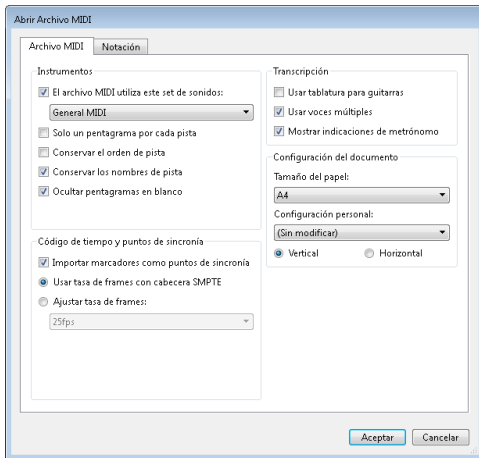 Abrir Archivo MIDI
Archivo MIDI
Notación
Instrumentos
El archivo MIDI utiliza este set de sonidos:
General MIDI
Solo un pentagrama por cada pista
Conservar el orden de pista
Conservar los nombres de pista
Ocultar pentagramas en blanco
Código de tiempo y puntos de sincronía
Importar marcadores como puntos de sincronía
Usar tasa de frames con cabecera SMPTE
Ajustar tasa de frames:
25fps
Transcripción
Usar tablatura para guitarras
Usar voces múltiples
Mostrar indicaciones de metrónomo
Configuración del documento
Tamaño del papel:
A4
Configuración personal:
(Sin modificar)
Vertical
Horizontal
Aceptar
Cancelar